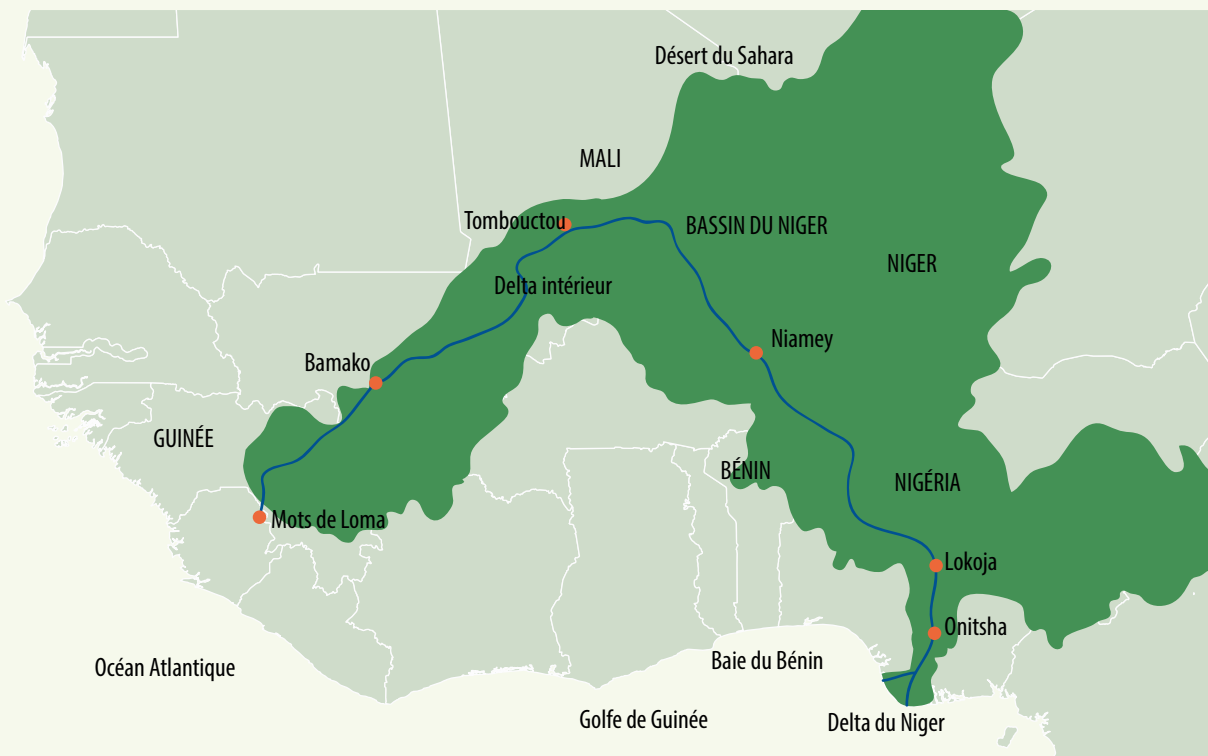 Désert du Sahara
MALI
Tombouctou
BASSIN DU NIGER
NIGER
Delta intérieur
Niamey
Bamako
GUINÉE
BÉNIN
NIGÉRIA
Mots de Loma
Lokoja
Onitsha
Baie du Bénin
Océan Atlantique
Golfe de Guinée
Delta du Niger